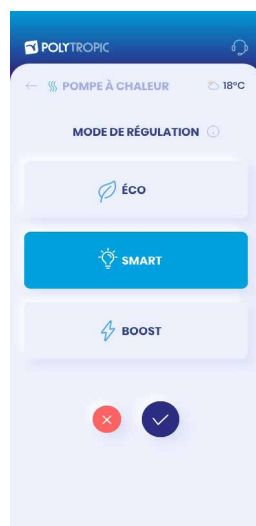 POLYTROPIC
POMPE À CHALEUR 18°C
MODE DE RÉGULATION
ÉCO
SMART
BOOST